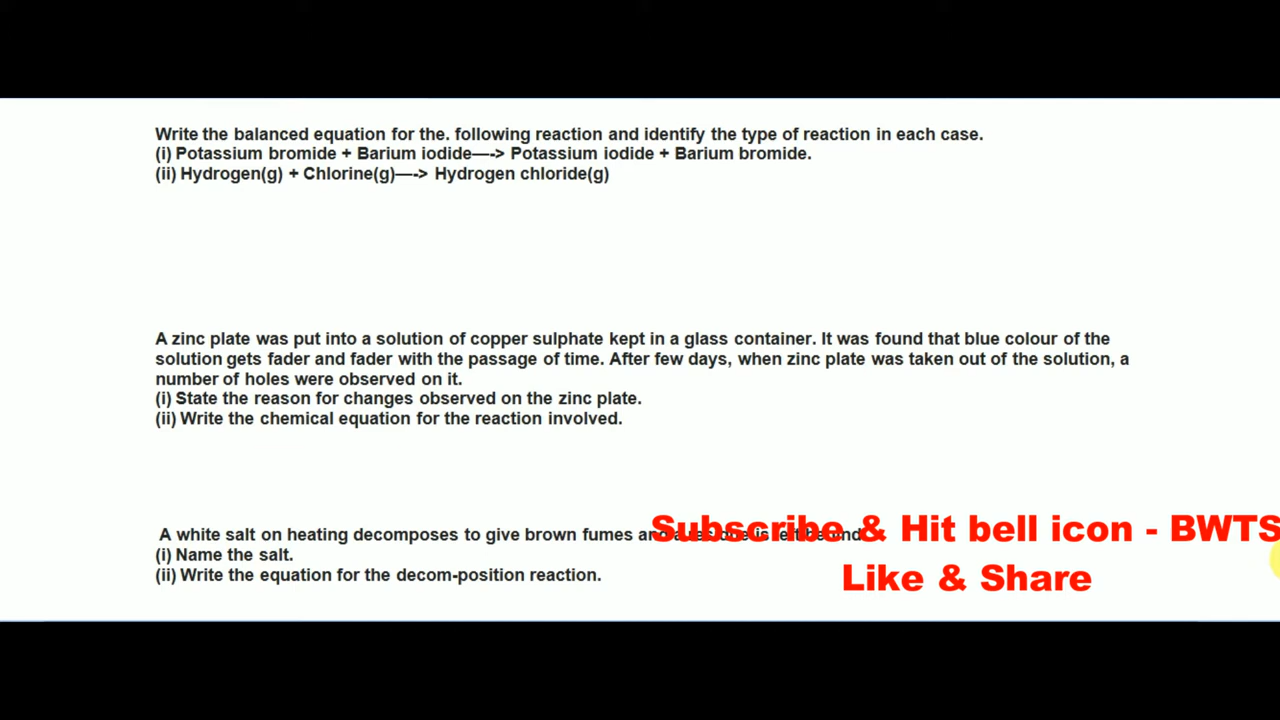 Write the balanced equation for the. following reaction and identify the type of reaction in each case.
(i) Potassium bromide + Barium iodide—-> Potassium iodide + Barium bromide.
(ii) Hydrogen(g) + Chlorine(g)—-> Hydrogen chloride(g)
A zinc plate was put into a solution of copper sulphate kept in a glass container. It was found that blue colour of the
solution gets fader and fader with the passage of time. After few days, when zinc plate was taken out of the solution, a
number of holes were observed on it.
(i) State the reason for changes observed on the zinc plate.
(ii) Write the chemical equation for the reaction involved.
A white salt on heating decomposes to give brown fumes
Subscribe & Hit bell icon - BWTS
(i) Name the salt.
(ii) Write the equation for the decom-position reaction.
Like & Share